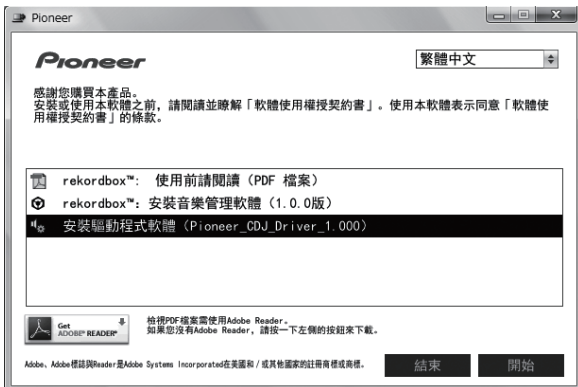 Pioneer
Pioneer
繁體中文
感謝您購買本產品。
安裝或使用本軟體之前，請閱讀並瞭解「軟體使用權授契約書」。使用本軟體表示同意「軟體使
用權授契約書」的條款。
rekordbox™: 使用前請閱讀（PDF 檔案）
rekordbox™: 安裝音樂管理軟體（1.0.0版）
安裝驅動程式軟體（Pioneer_CDJ_Driver_1.000）
Get
ADOBE® READER®
檢視PDF檔案需使用Adobe Reader。
如果您沒有Adobe Reader，請按一下左側的按鈕來下載。
Adobe、Adobe標誌與Reader是Adobe Systems Incorporated在美國和／或其他國家的註冊商標或商標。
結束
開始